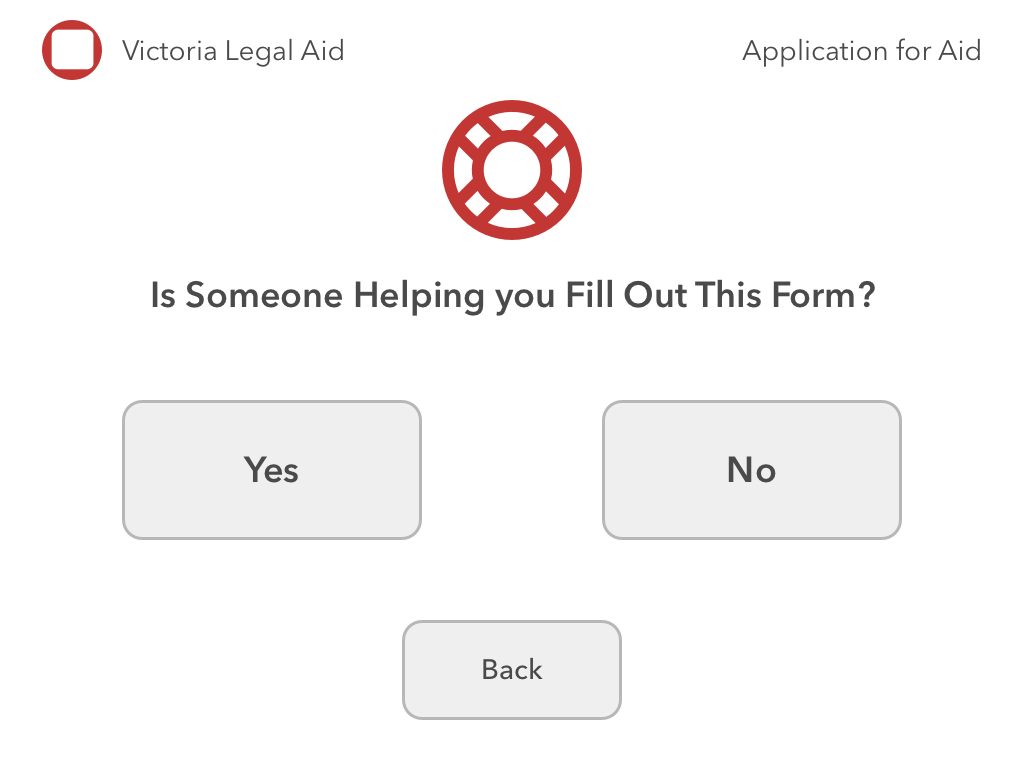 Victoria Legal Aid
Application for Aid
Is Someone Helping you Fill Out This Form?
Yes
No
Back